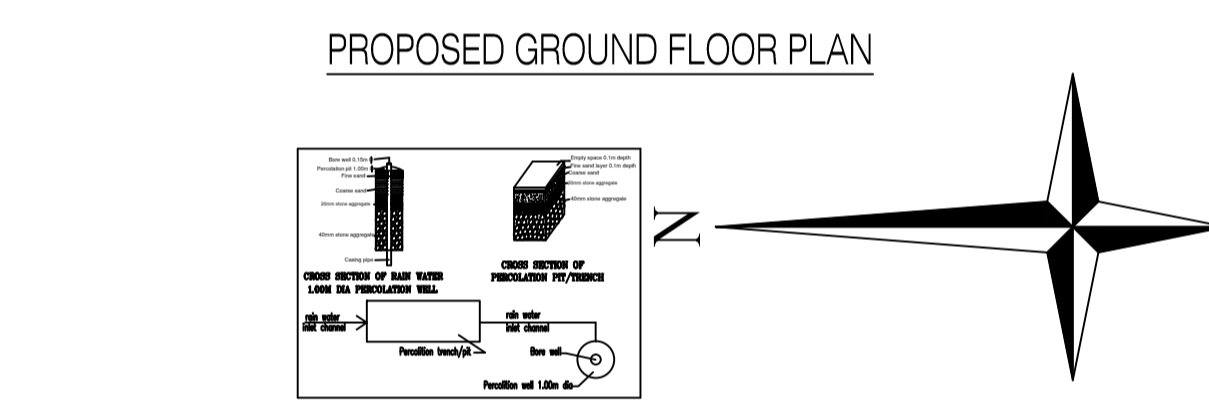 PROPOSED GROUND FLOOR PLAN
Bore well 0.15m
Percolation pit 1.00m
Fine sand
Coarse sand
20mm stone aggregate
40mm stone aggregate
Casing pipe
CROSS SECTION OF RAIN WATER
1.00M DIA PERCOLATION WELL
Empty space 0.1m depth
Fine sand layer 0.1m depth
Coarse sand
20mm stone aggregate
40mm stone aggregate
CROSS SECTION OF
PERCOLATION PIT/TRENCH
N
rain water
inlet channel
Percolition trench/pit
rain water
inlet channel
Bore well
Percolition well 1.00m dia